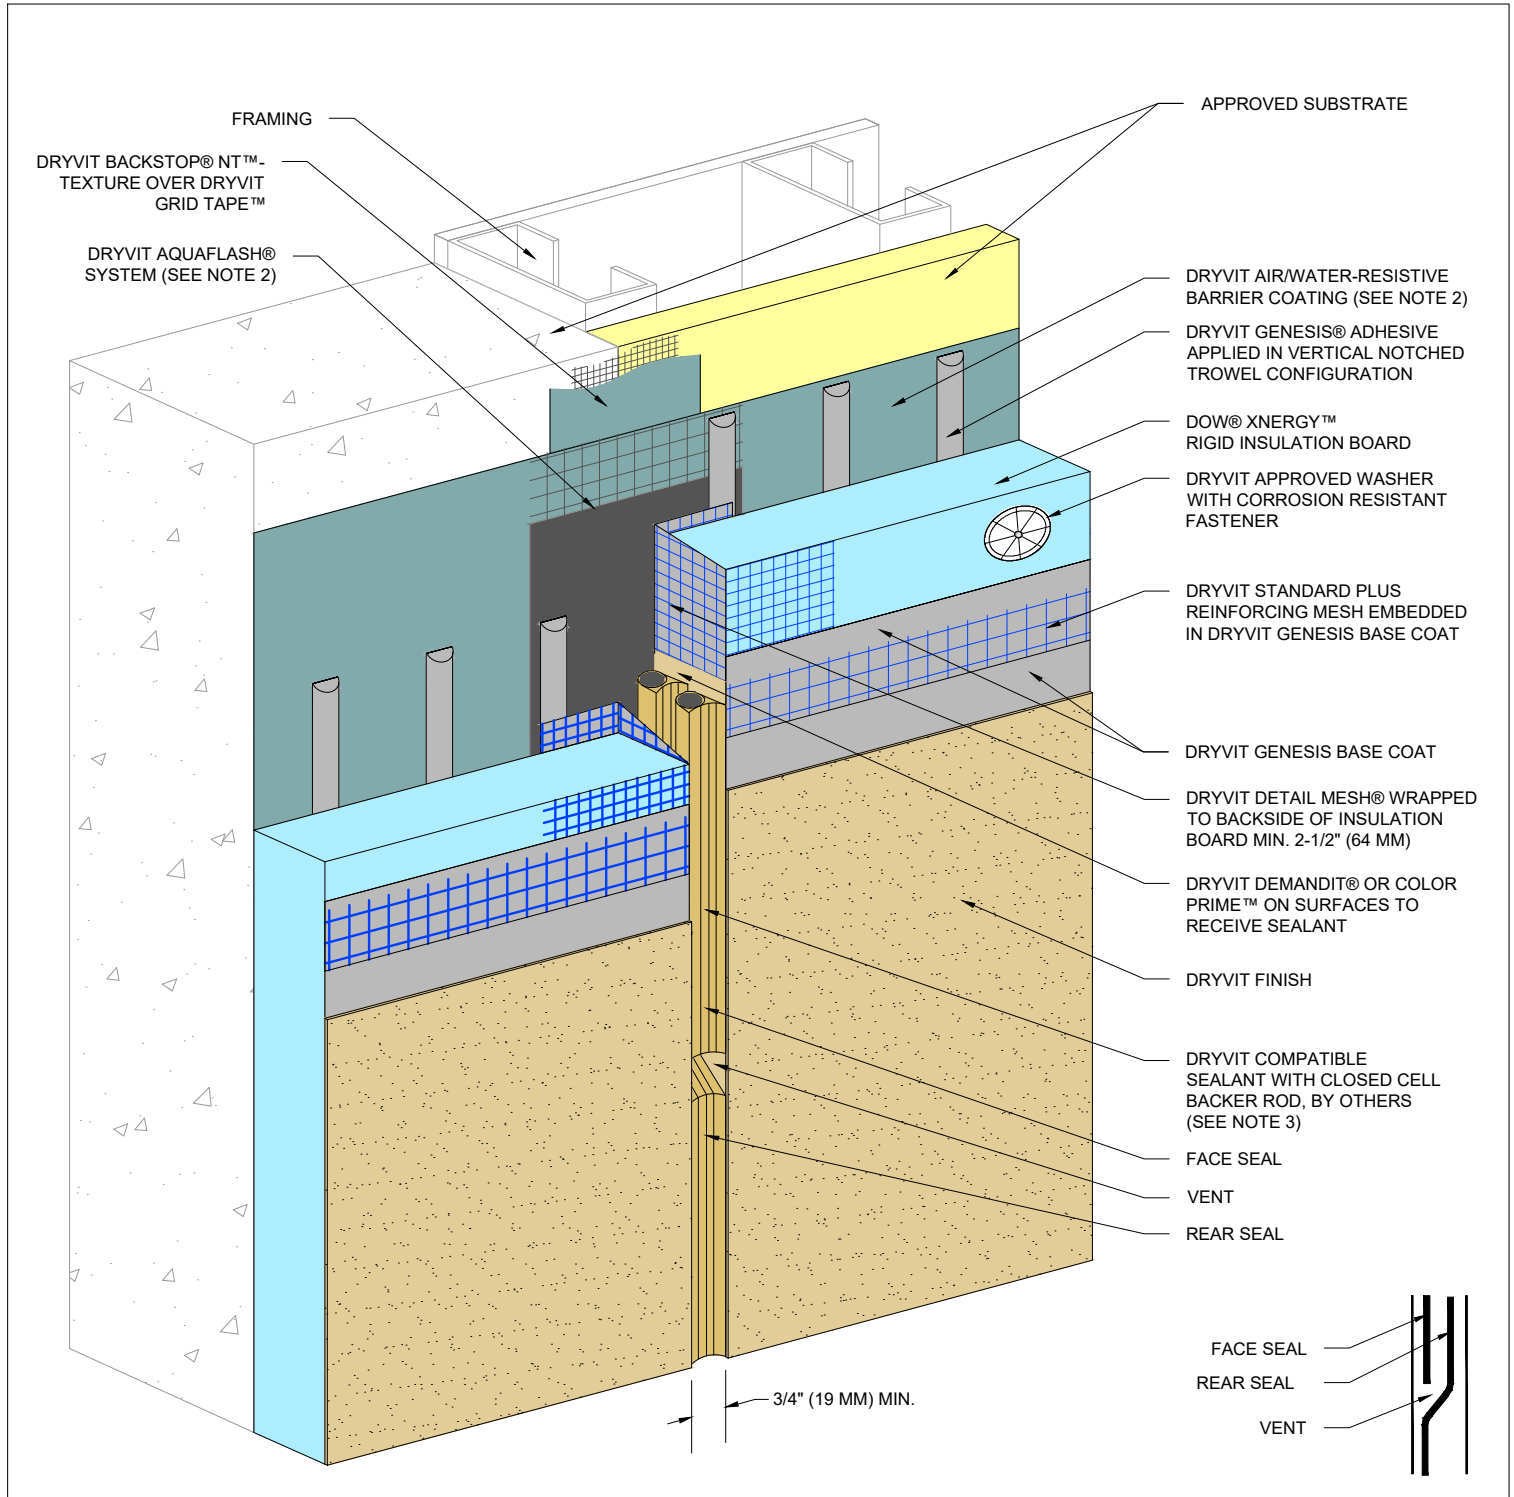 FRAMING
DRYVIT BACKSTOP® NT™-
TEXTURE OVER DRYVIT
GRID TAPE™
DRYVIT AQUAFLASH®
SYSTEM (SEE NOTE 2)
APPROVED SUBSTRATE
DRYVIT AIR/WATER-RESISTIVE
BARRIER COATING (SEE NOTE 2)
DRYVIT GENESIS® ADHESIVE
APPLIED IN VERTICAL NOTCHED
TROWEL CONFIGURATION
DOW® XNERGY™
RIGID INSULATION BOARD
DRYVIT APPROVED WASHER
WITH CORROSION RESISTANT
FASTENER
DRYVIT STANDARD PLUS
REINFORCING MESH EMBEDDED
IN DRYVIT GENESIS BASE COAT
DRYVIT GENESIS BASE COAT
DRYVIT DETAIL MESH® WRAPPED
TO BACKSIDE OF INSULATION
BOARD MIN. 2-1/2" (64 MM)
DRYVIT DEMANDIT® OR COLOR
PRIME™ ON SURFACES TO
RECEIVE SEALANT
DRYVIT FINISH
DRYVIT COMPATIBLE
SEALANT WITH CLOSED CELL
BACKER ROD, BY OTHERS
(SEE NOTE 3)
FACE SEAL
VENT
REAR SEAL
3/4" (19 MM) MIN.
FACE SEAL
REAR SEAL
VENT